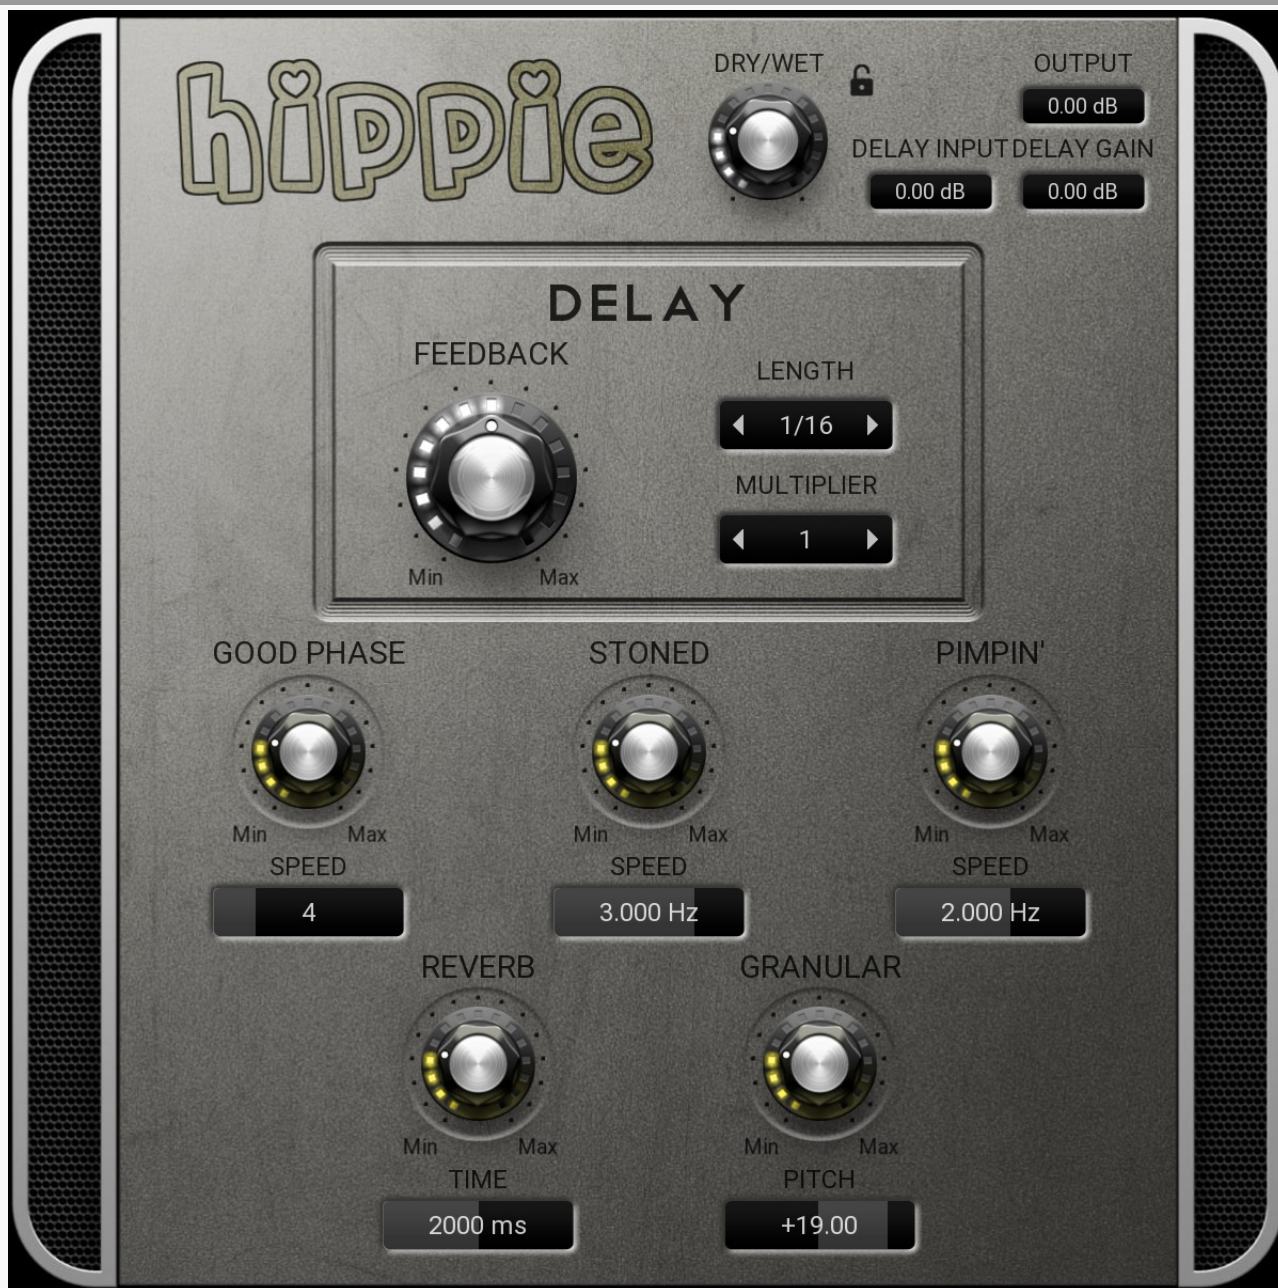 hippie
DRY/WET
OUTPUT
0.00 dB
DELAY INPUT
DELAY GAIN
0.00 dB
0.00 dB
DELAY
FEEDBACK
Min
Max
LENGTH
1/16
MULTIPLIER
1
GOOD PHASE
STONED
PIMPIN'
Min
Max
Min
Max
Min
Max
SPEED
SPEED
SPEED
4
3.000 Hz
2.000 Hz
REVERB
GRANULAR
Min
Max
Min
Max
TIME
PITCH
2000 ms
+19.00